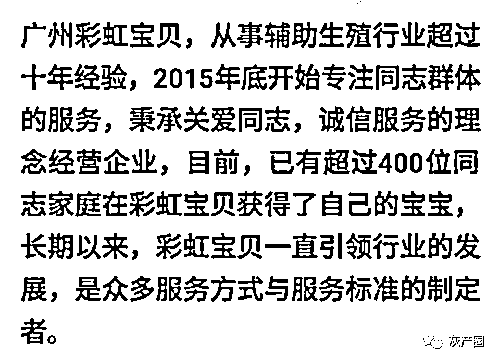 广州彩虹宝贝，从事辅助生殖行业超过
十年经验，2015年底开始专注同志群体
的服务，秉承关爱同志，诚信服务的理
念经营企业，目前，已有超过400位同
志家庭在彩虹宝贝获得了自己的宝宝，
长期以来，彩虹宝贝一直引领行业的发
展，是众多服务方式与服务标准的制定
者。
灰产圈